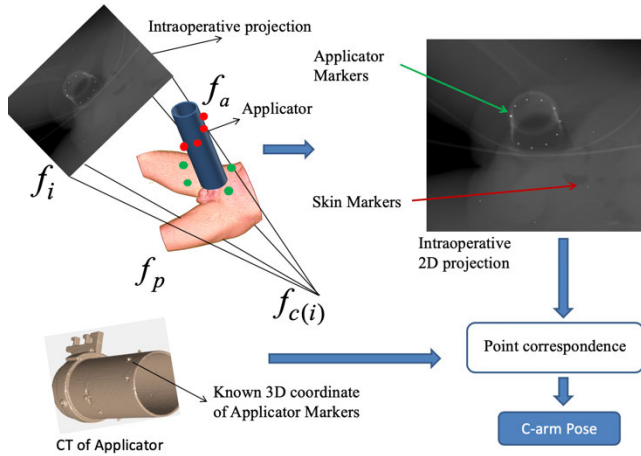 Intraoperative projection
f_a
Applicator
f_i
f_p
f_{c(i)}
Applicator
Markers
Skin Markers
Intraoperative
2D projection
Point correspondence
C-arm Pose
Known 3D coordinate
of Applicator Markers
CT of Applicator